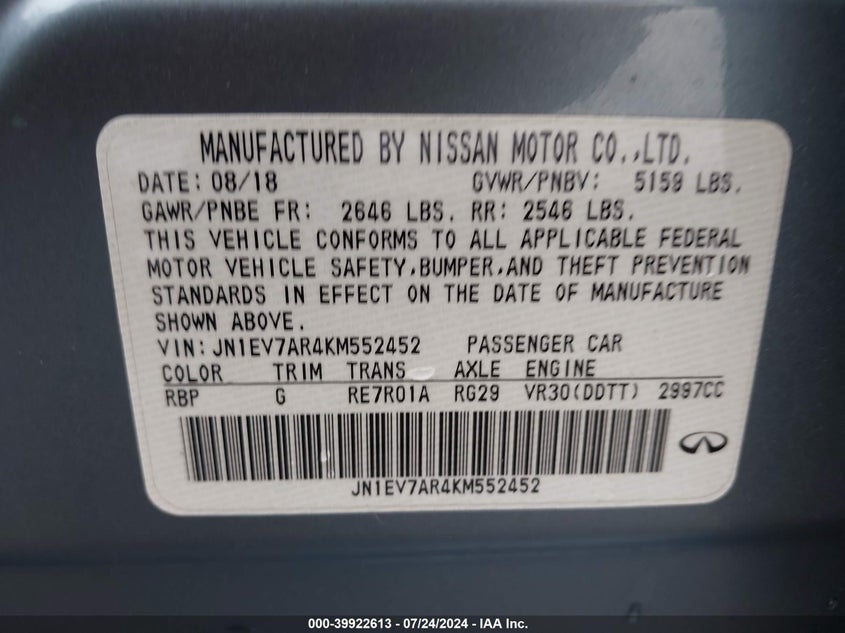 MANUFACTURED BY NISSAN MOTOR CO.,LTD.
DATE: 08/18 GVWR/PNBV: 5159 LBS.
GAWR/PNBE FR: 2646 LBS. RR: 2546 LBS.
THIS VEHICLE CONFORMS TO ALL APPLICABLE FEDERAL
MOTOR VEHICLE SAFETY,BUMPER,AND THEFT PREVENTION
STANDARDS IN EFFECT ON THE DATE OF MANUFACTURE
SHOWN ABOVE.
VIN: JN1EV7AR4KM552452 PASSENGER CAR
COLOR TRIM TRANS AXLE ENGINE
RBP G RE7R01A RG29 VR30(DDTT) 2997CC
JN1EV7AR4KM552452
000-39922613 / 07/24/2024 - IAA Inc.